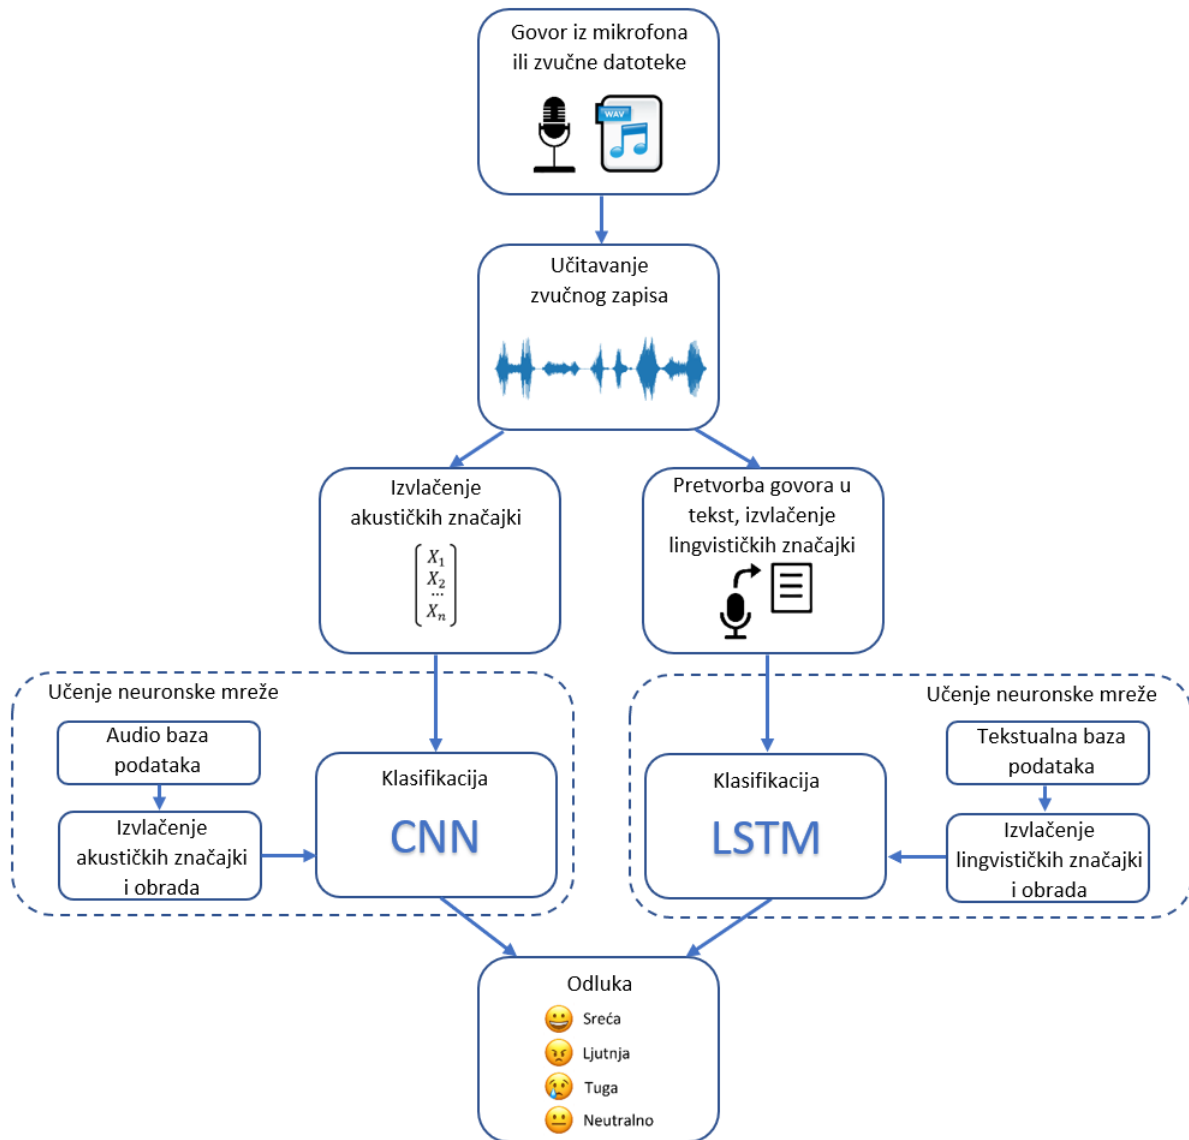 Govor iz mikrofona
ili zvučne datoteke
WAV
Učitavanje
zvučnog zapisa
Izvlačenje
akustičkih značajki
X₁
X₂
...
Xₙ
Pretvorba govora u
tekst, izvlačenje
lingvističkih značajki
Učenje neuronske mreže
Audio baza
podataka
Izvlačenje
akustičkih značajki
i obrada
Klasifikacija
CNN
Klasifikacija
LSTM
Učenje neuronske mreže
Tekstualna baza
podataka
Izvlačenje
lingvističkih značajki
i obrada
Odluka
Sreća
Ljutnja
Tuga
Neutralno